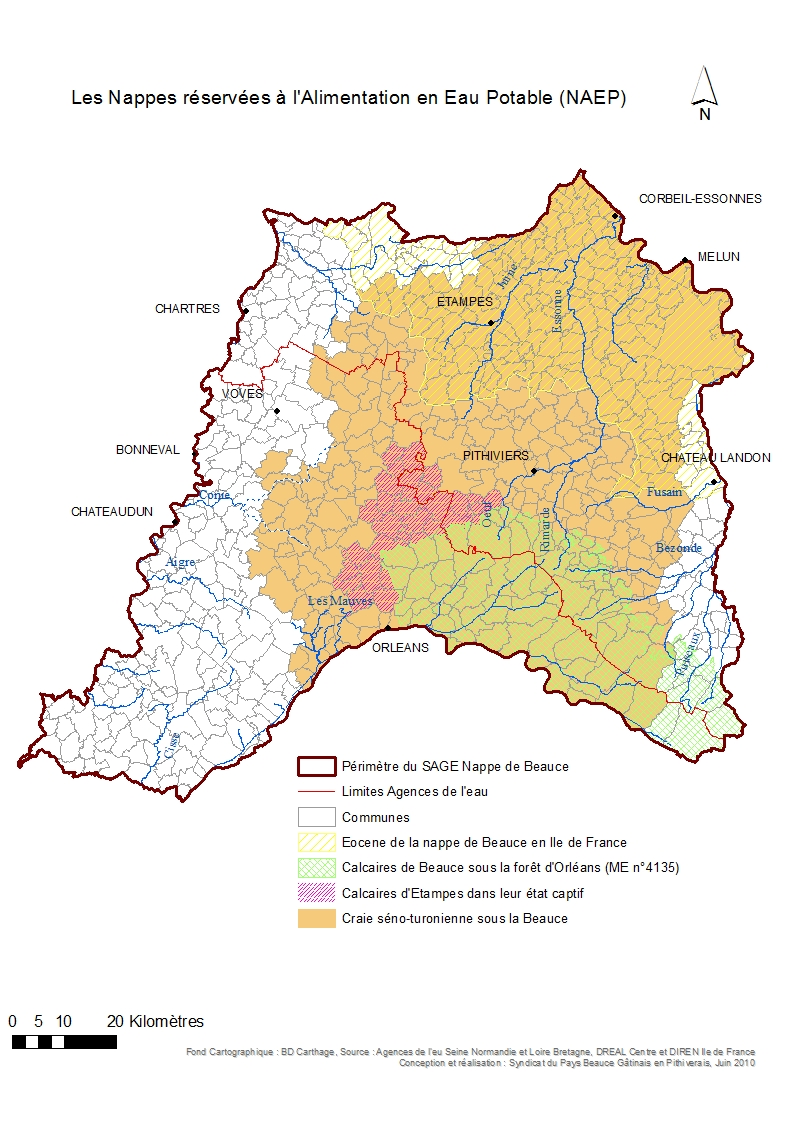 Les Nappes réservées à l'Alimentation en Eau Potable (NAEP)
N
CORBEIL-ESSONNES
MELUN
Juine
ETAMPES
Essonne
CHARTRES
VOVES
BONNEVAL
PITHIVIERS
CHATEAU LANDON
Conie
Fusain
CHATEAUDUN
Oeuf
Rimarde
Bezonde
Aigre
Les Mauves
ORLEANS
Puiseaux
Cisse
Périmètre du SAGE Nappe de Beauce
Limites Agences de l'eau
Communes
Eocene de la nappe de Beauce en Ile de France
Calcaires de Beauce sous la forêt d'Orléans (ME n°4135)
Calcaires d'Etampes dans leur état captif
Craie séno-turonienne sous la Beauce
0 5 10 20 Kilomètres
Fond Cartographique : BD Carthage, Source : Agences de l'eu Seine Normandie et Loire Bretagne, DREAL Centre et DIREN Ile de France
Conception et réalisation : Syndicat du Pays Beauce Gâtinais en Pithiverais, Juin 2010